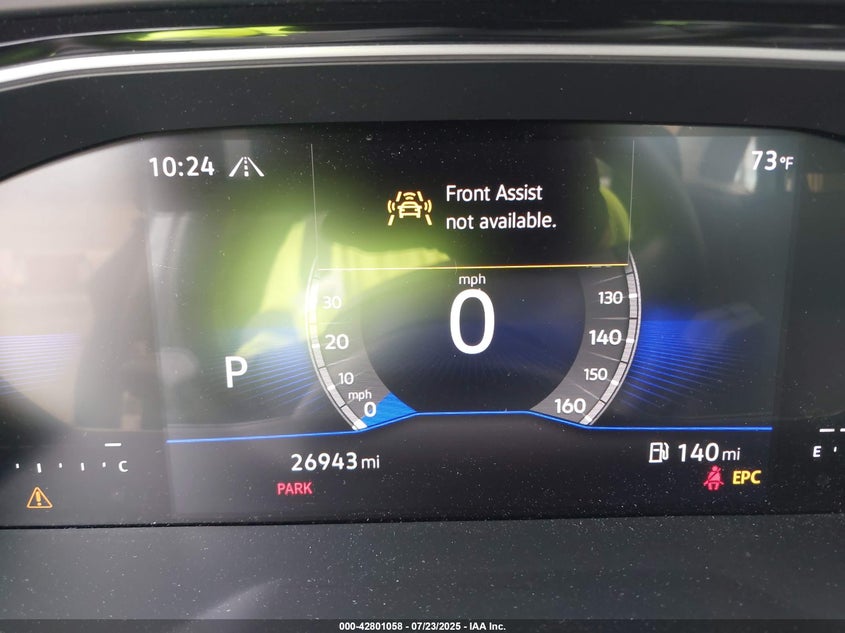 10:24
73°F
Front Assist
not available.
mph
0
30
20
10
mph
0
130
140
150
160
P
C
E
26943 mi
140 mi
PARK
EPC
000-42801058 - 07/23/2025 - IAA Inc.